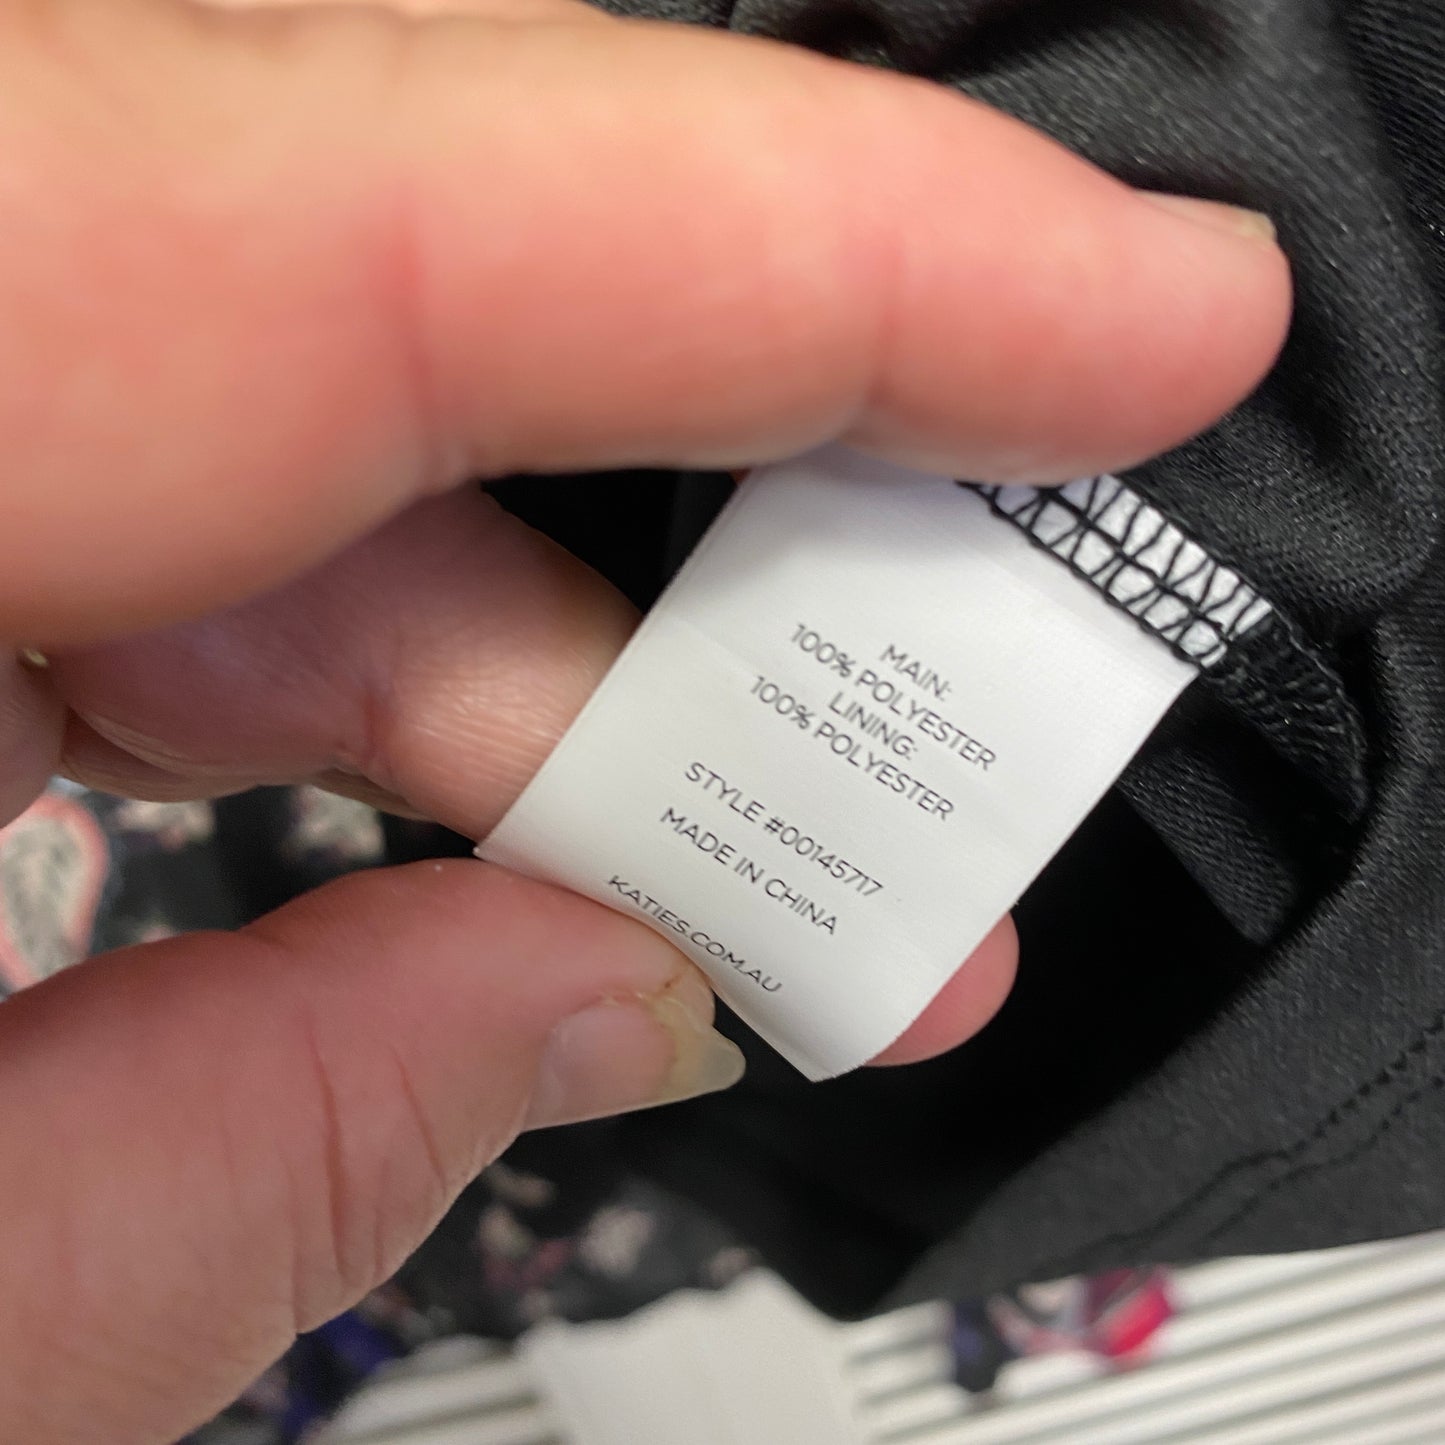 MAIN:
100% POLYESTER
LINING:
100% POLYESTER
STYLE #00145717
MADE IN CHINA
KATIES.COM.AU